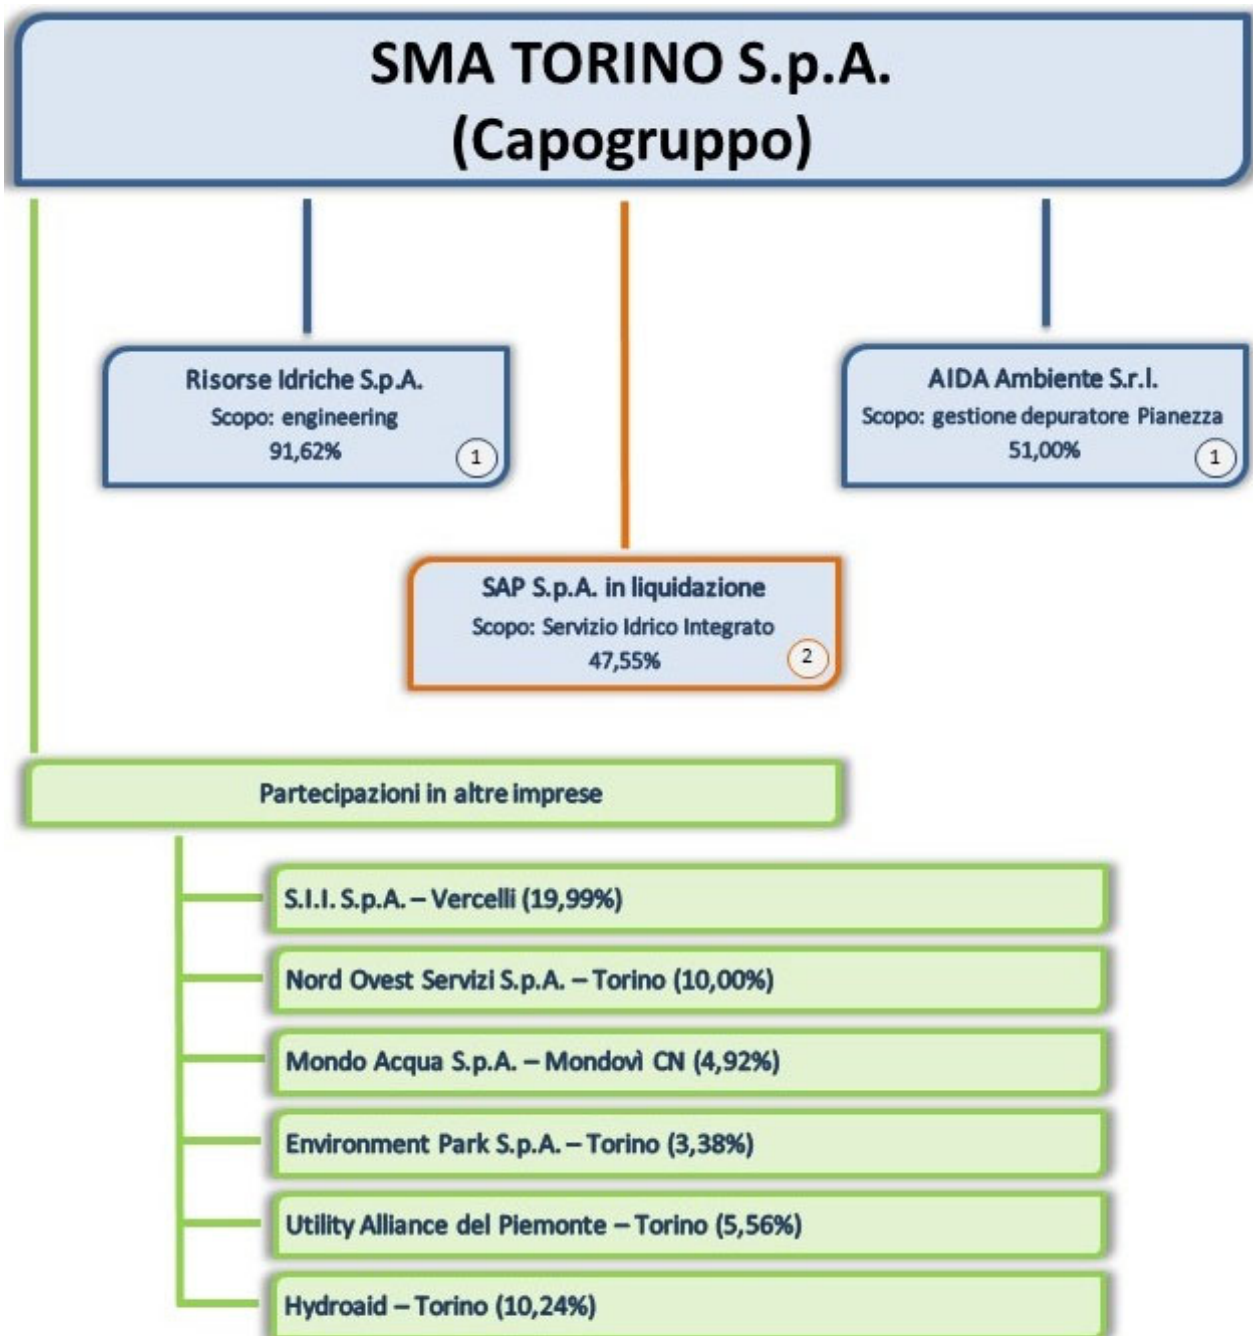 SMA TORINO S.p.A.
(Capogruppo)
Risorse Idriche S.p.A.
Scopo: engineering
91,62%
1
AIDA Ambiente S.r.l.
Scopo: gestione depuratore Pianezza
51,00%
1
SAP S.p.A. in liquidazione
Scopo: Servizio Idrico Integrato
47,55%
2
Partecipazioni in altre imprese
S.I.I. S.p.A. – Vercelli (19,99%)
Nord Ovest Servizi S.p.A. – Torino (10,00%)
Mondo Acqua S.p.A. – Mondovì CN (4,92%)
Environment Park S.p.A. – Torino (3,38%)
Utility Alliance del Piemonte – Torino (5,56%)
Hydroaid – Torino (10,24%)